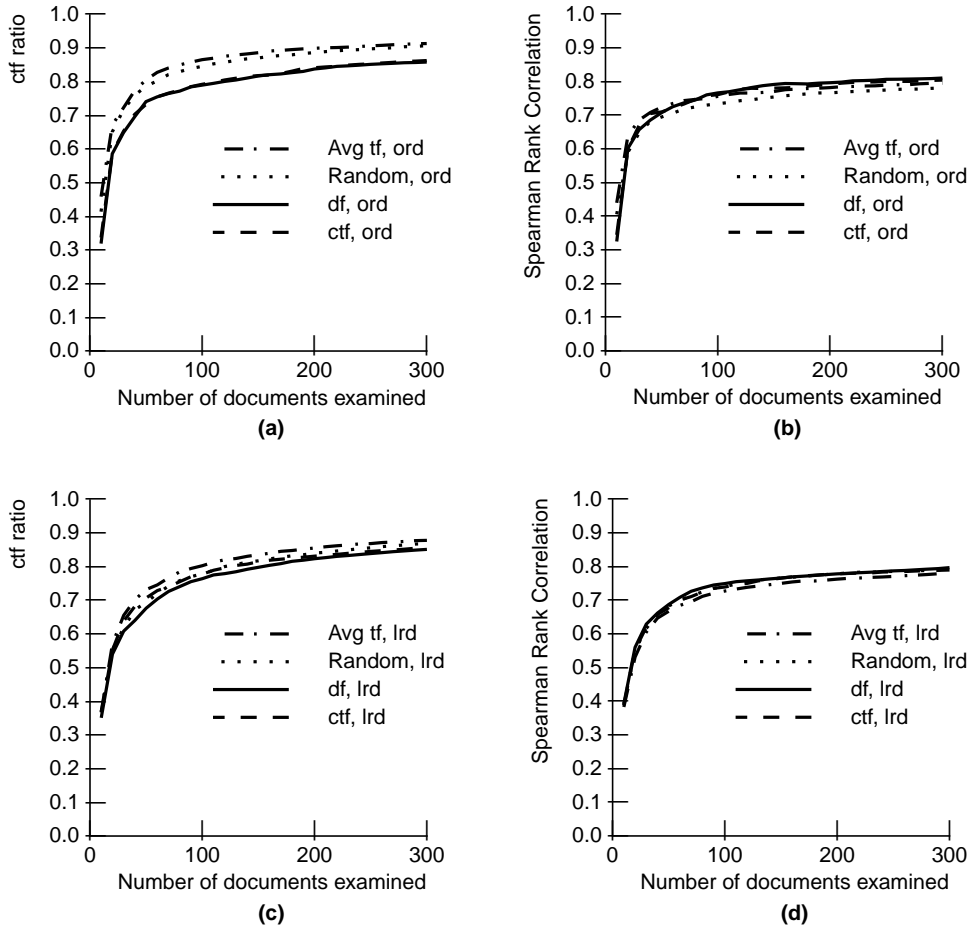 ctf ratio
1.0
0.9
0.8
0.7
0.6
0.5
0.4
0.3
0.2
0.1
0.0
Avg tf, ord
Random, ord
df, ord
ctf, ord
0 100 200 300
Number of documents examined
(a)
Spearman Rank Correlation
1.0
0.9
0.8
0.7
0.6
0.5
0.4
0.3
0.2
0.1
0.0
Avg tf, ord
Random, ord
df, ord
ctf, ord
0 100 200 300
Number of documents examined
(b)
ctf ratio
1.0
0.9
0.8
0.7
0.6
0.5
0.4
0.3
0.2
0.1
0.0
Avg tf, lrd
Random, lrd
df, lrd
ctf, lrd
0 100 200 300
Number of documents examined
(c)
Spearman Rank Correlation
1.0
0.9
0.8
0.7
0.6
0.5
0.4
0.3
0.2
0.1
0.0
Avg tf, lrd
Random, lrd
df, lrd
ctf, lrd
0 100 200 300
Number of documents examined
(d)